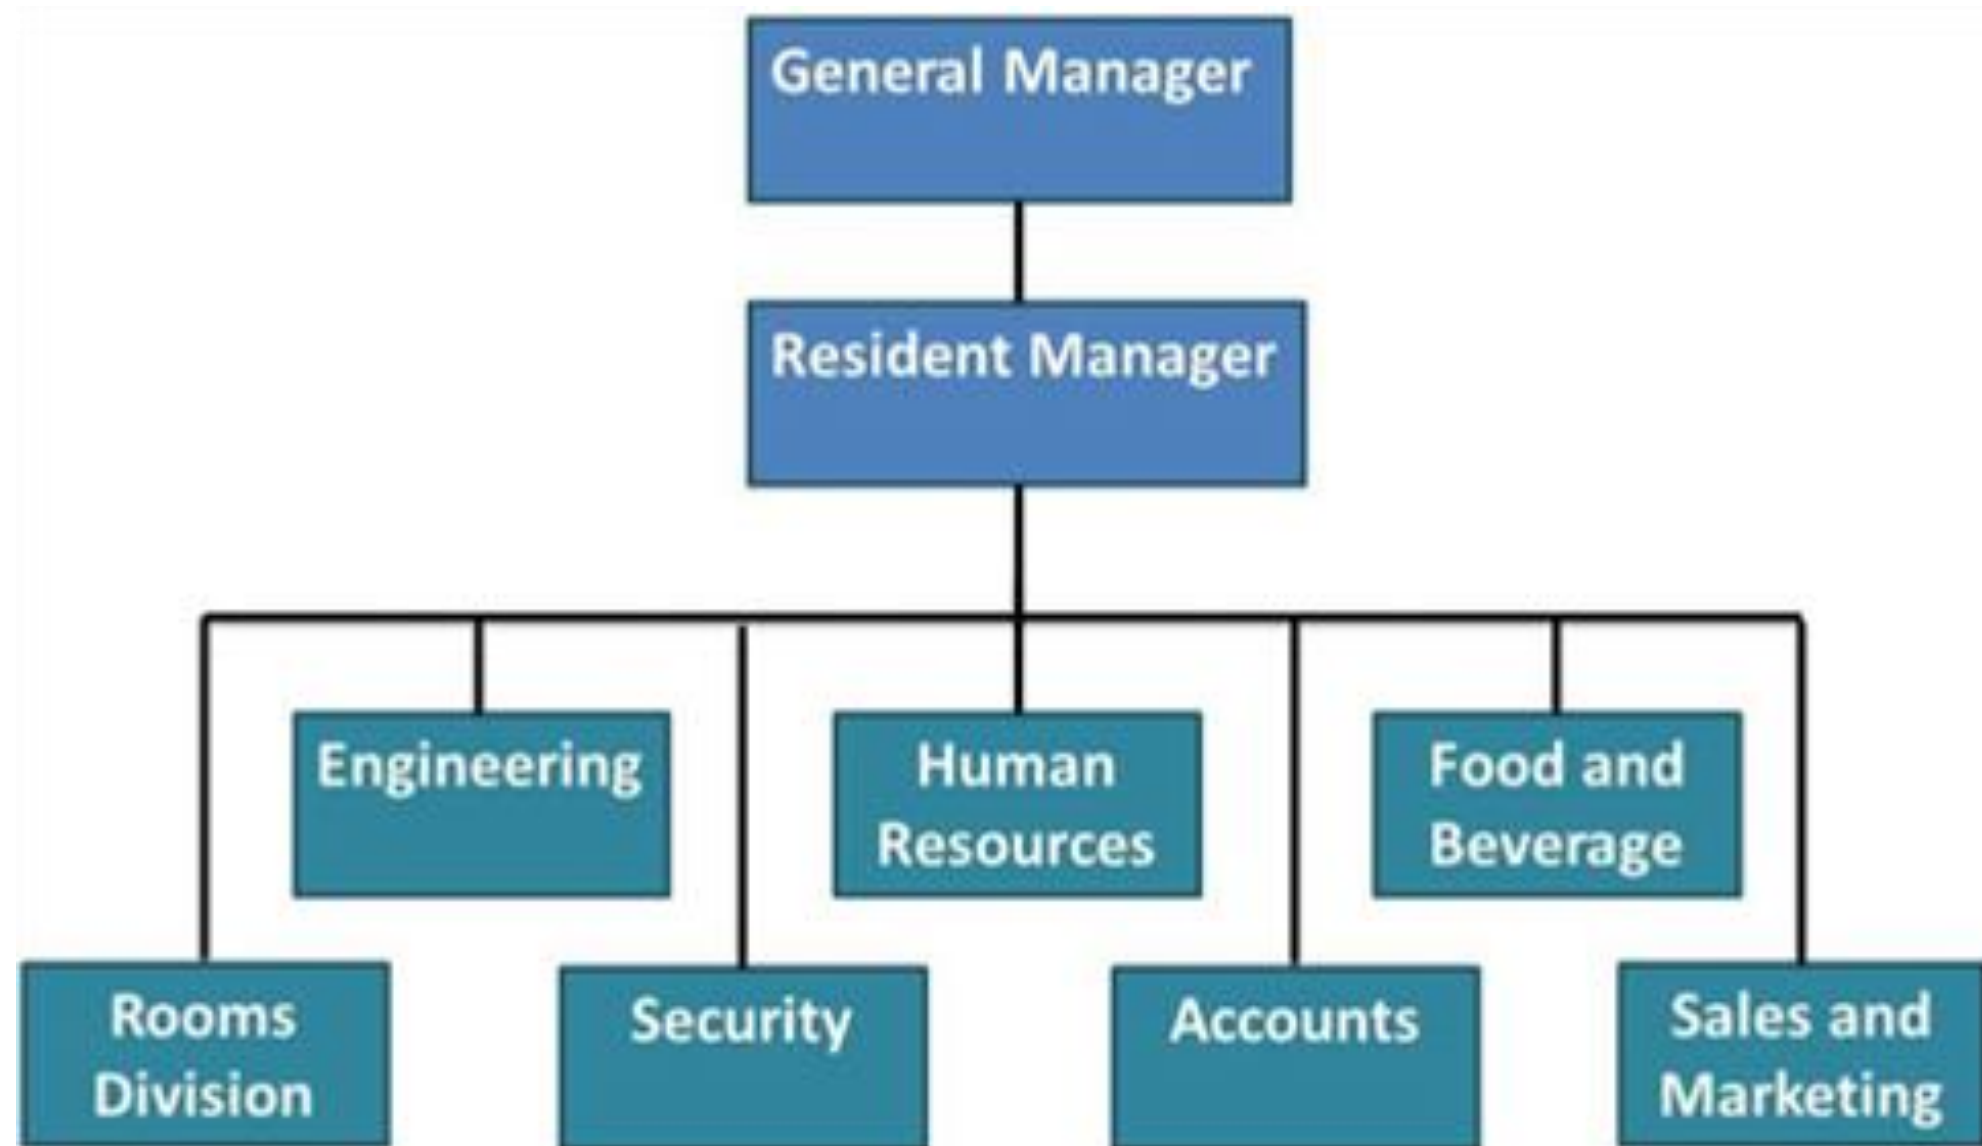 General Manager
Resident Manager
Engineering
Human
Resources
Food and
Beverage
Rooms
Division
Security
Accounts
Sales and
Marketing